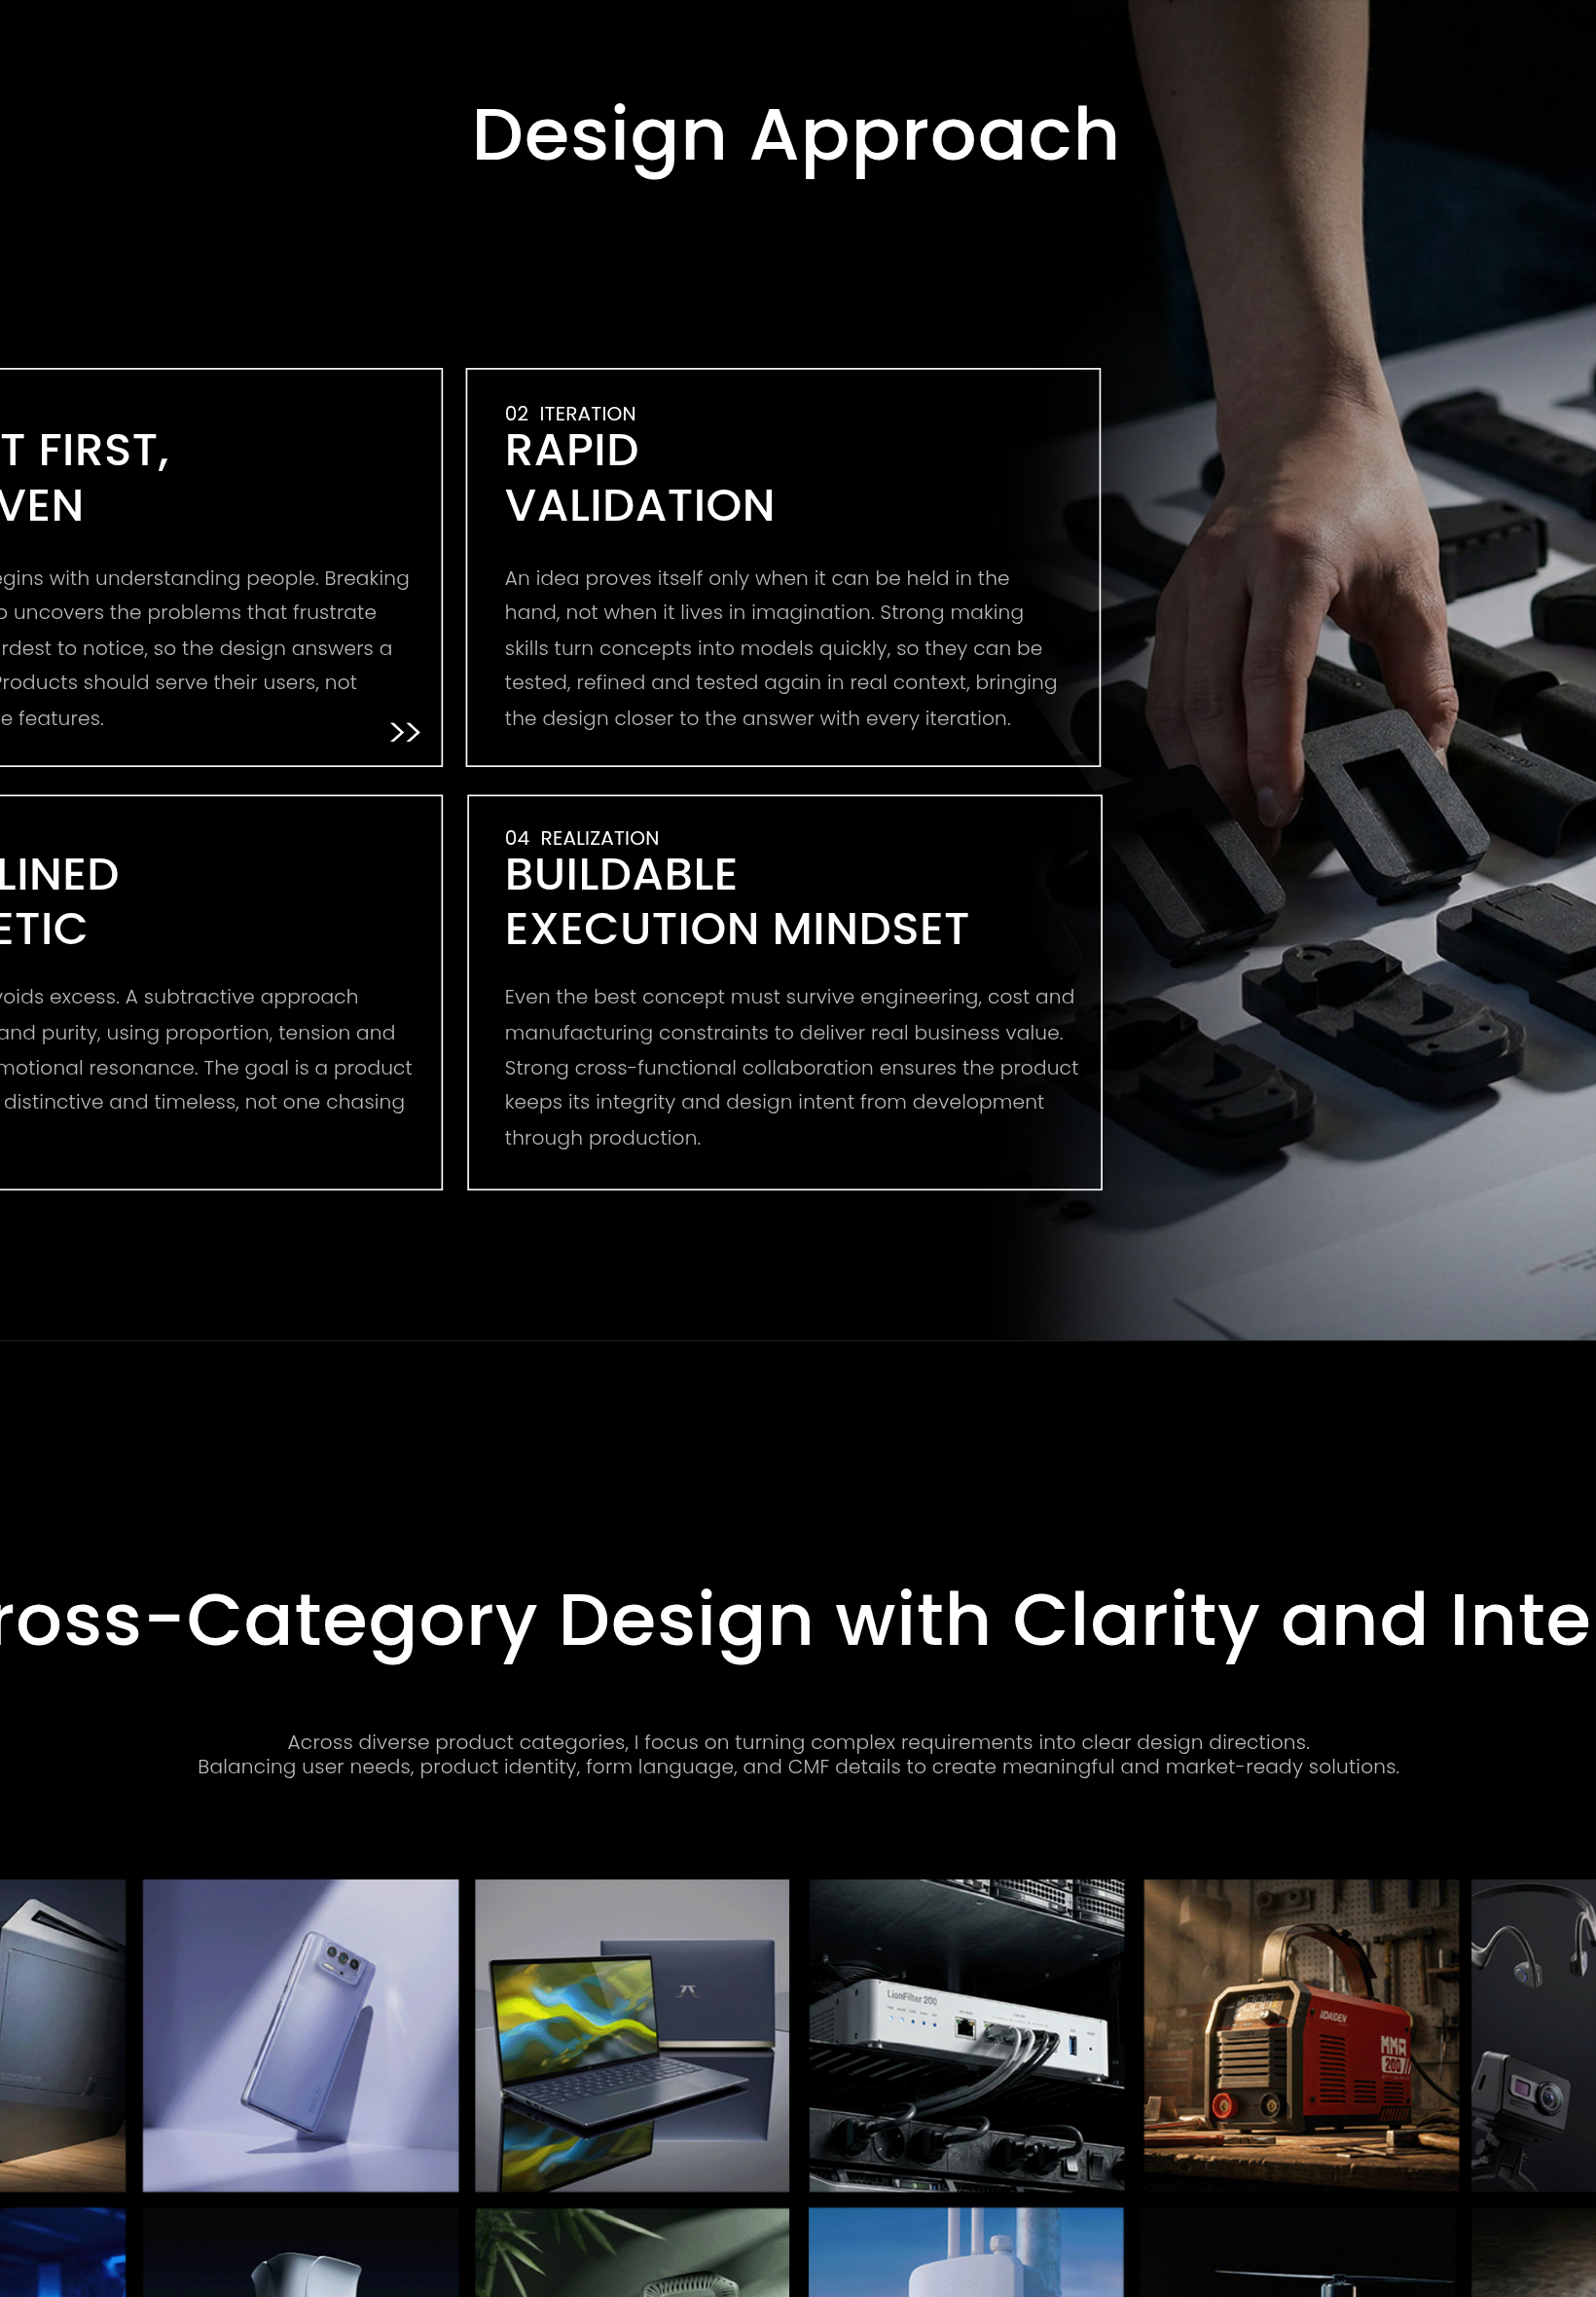 Design Approach
T FIRST,
VEN
egins with understanding people. Breaking
o uncovers the problems that frustrate
rdest to notice, so the design answers a
Products should serve their users, not
e features.
02 ITERATION
RAPID
VALIDATION
An idea proves itself only when it can be held in the
hand, not when it lives in imagination. Strong making
skills turn concepts into models quickly, so they can be
tested, refined and tested again in real context, bringing
the design closer to the answer with every iteration.
LINED
ETIC
voids excess. A subtractive approach
and purity, using proportion, tension and
motional resonance. The goal is a product
distinctive and timeless, not one chasing
04 REALIZATION
BUILDABLE
EXECUTION MINDSET
Even the best concept must survive engineering, cost and
manufacturing constraints to deliver real business value.
Strong cross-functional collaboration ensures the product
keeps its integrity and design intent from development
through production.
ross-Category Design with Clarity and Inte
Across diverse product categories, I focus on turning complex requirements into clear design directions.
Balancing user needs, product identity, form language, and CMF details to create meaningful and market-ready solutions.
LionFilter 200
DAIDEN
MMA
200